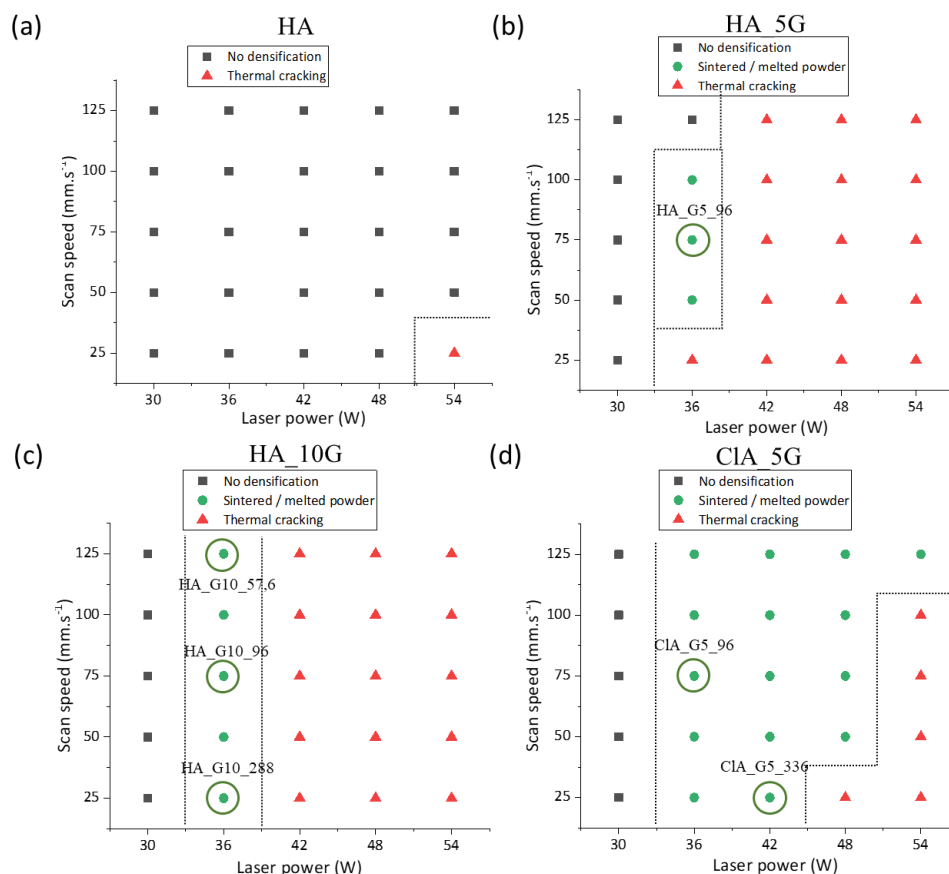 (a)
HA
No densification
Thermal cracking
125
100
75
50
25
Scan speed (mm.s⁻¹)
30 36 42 48 54
Laser power (W)
(b)
HA_5G
No densification
Sintered / melted powder
Thermal cracking
HA_G5_96
125
100
75
50
25
Scan speed (mm.s⁻¹)
30 36 42 48 54
Laser power (W)
(c)
HA_10G
No densification
Sintered / melted powder
Thermal cracking
HA_G10_57,6
HA_G10_96
HA_G10_288
125
100
75
50
25
Scan speed (mm.s⁻¹)
30 36 42 48 54
Laser power (W)
(d)
ClA_5G
No densification
Sintered / melted powder
Thermal cracking
ClA_G5_96
ClA_G5_336
125
100
75
50
25
Scan speed (mm.s⁻¹)
30 36 42 48 54
Laser power (W)